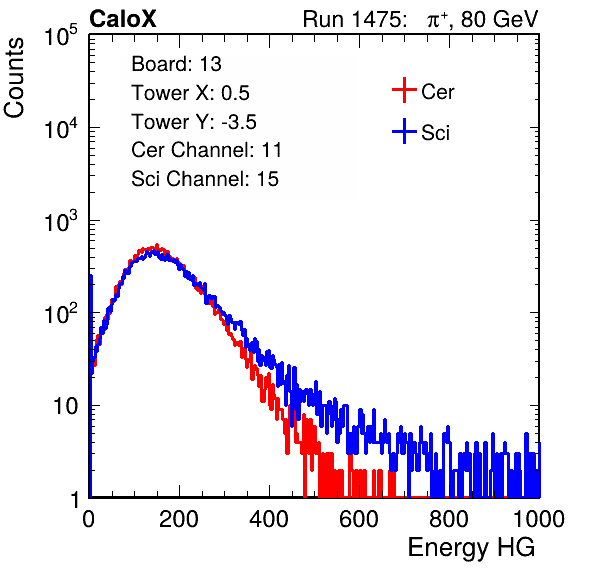 CaloX Run 1475: π⁺, 80 GeV
Counts
Board: 13
Tower X: 0.5
Tower Y: -3.5
Cer Channel: 11
Sci Channel: 15
Cer
Sci
10⁵
10⁴
10³
10²
10
1
0 200 400 600 800 1000
Energy HG